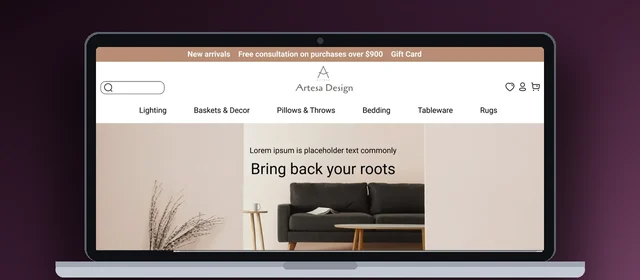 New arrivals Free consultation on purchases over $900 Gift Card
Artesa Design
Lighting Baskets & Decor Pillows & Throws Bedding Tableware Rugs
Lorem ipsum is placeholder text commonly
Bring back your roots